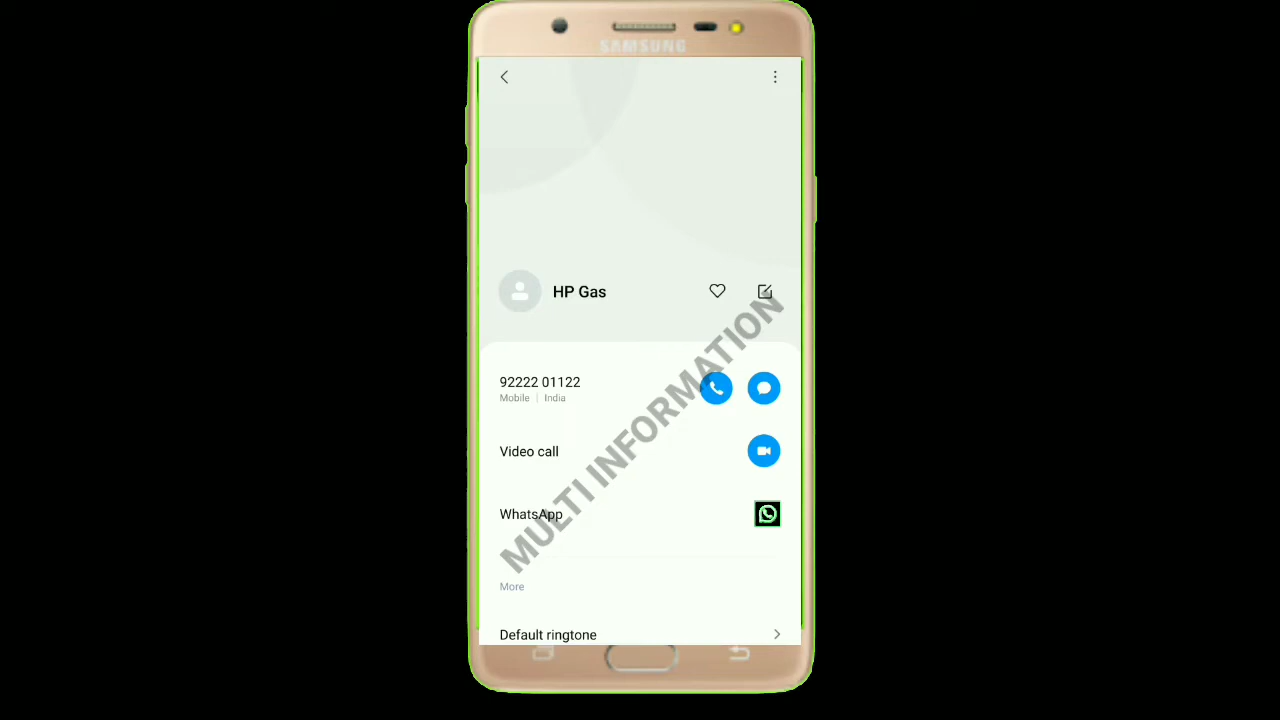 SAMSUNG
HP Gas
92222 01122
Mobile | India
Video call
WhatsApp
MULTI INFORMATION
More
Default ringtone